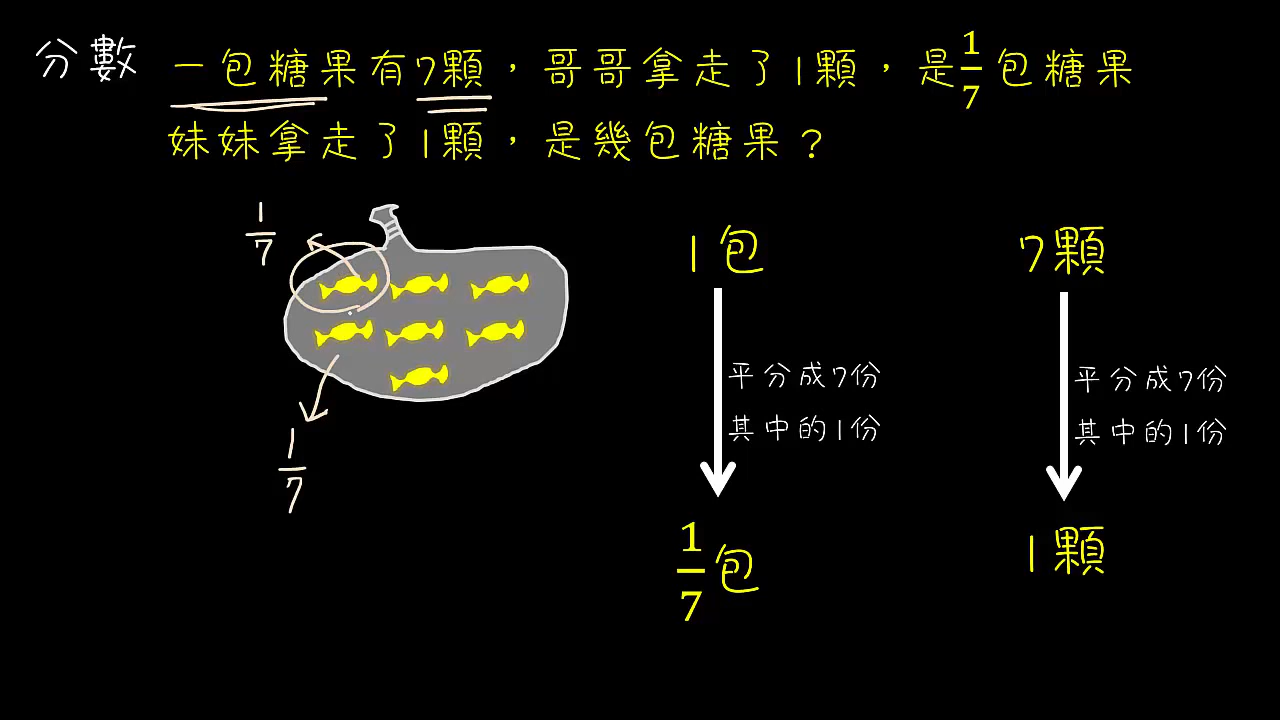 分數
一包糖果有7顆，哥哥拿走了1顆，是1/7包糖果
妹妹拿走了1顆，是幾包糖果？
1/7
1/7
1包
平分成7份
其中的1份
1/7包
7顆
平分成7份
其中的1份
1顆